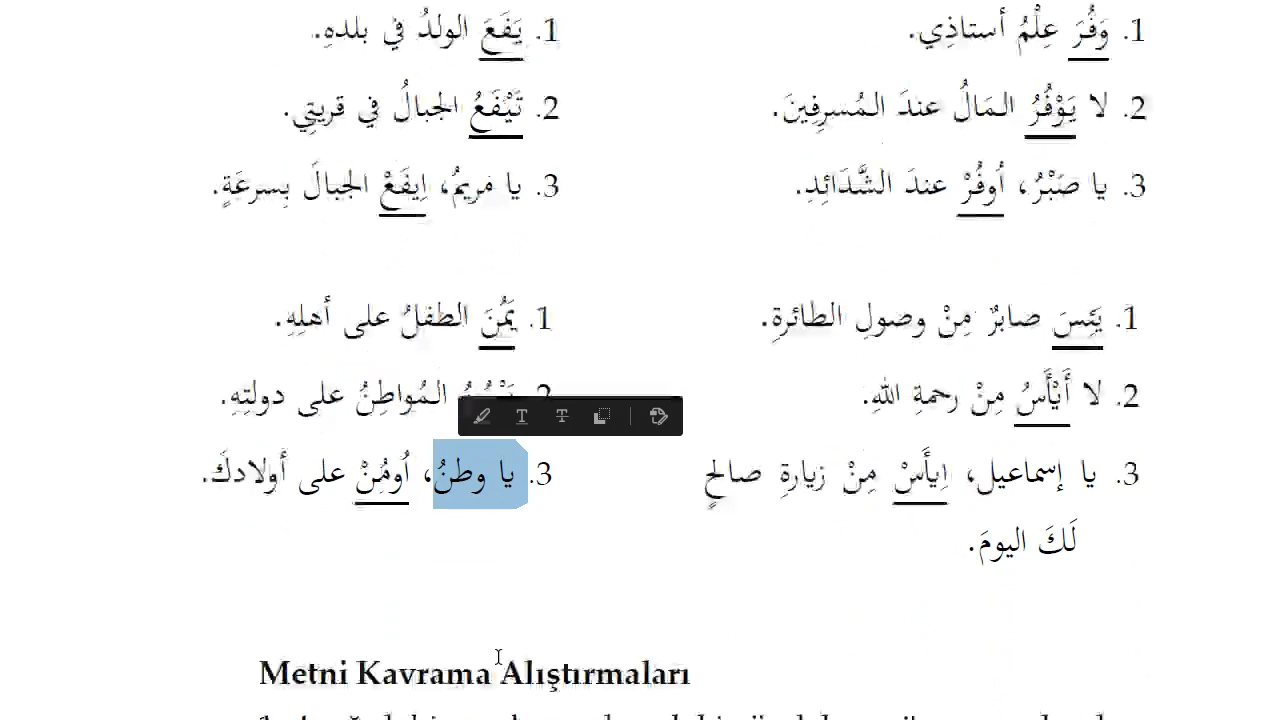 1. وَفُرَ عِلْمُ أستاذِي.
2. لا يَوْفُرُ المَالُ عندَ المُسرِفِينَ.
3. يا صَبْرُ، اُوفُرْ عندَ الشَّدَائِدِ.
1. يَفَعَ الولدُ في بلدهِ.
2. تَيْفَعُ الجبالُ في قريتِي.
3. يا مَريمُ، اِيفَعْ الجبالَ بِسرعَةٍ.
1. يَئِسَ صابرٌ مِنْ وصولِ الطائرةِ.
2. لا أَيْأَسُ مِنْ رحمةِ اللهِ.
3. يا إسماعيل، اِيأَسْ مِنْ زيارةِ صالحٍ
لَكَ اليومَ.
1. يَمُنَ الطفلُ على أهلِهِ.
2. المُواطِنُ على دولتِهِ.
3. يا وطنُ، اُومُنْ على أولادكَ.
Metni Kavrama Alıştırmaları